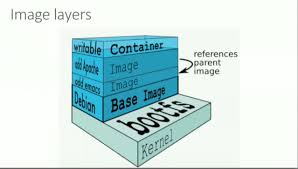 Image layers
writable Container
references
parent
image
add Apache Image
add emacs Image
Debian Base Image
bootfs
Kernel